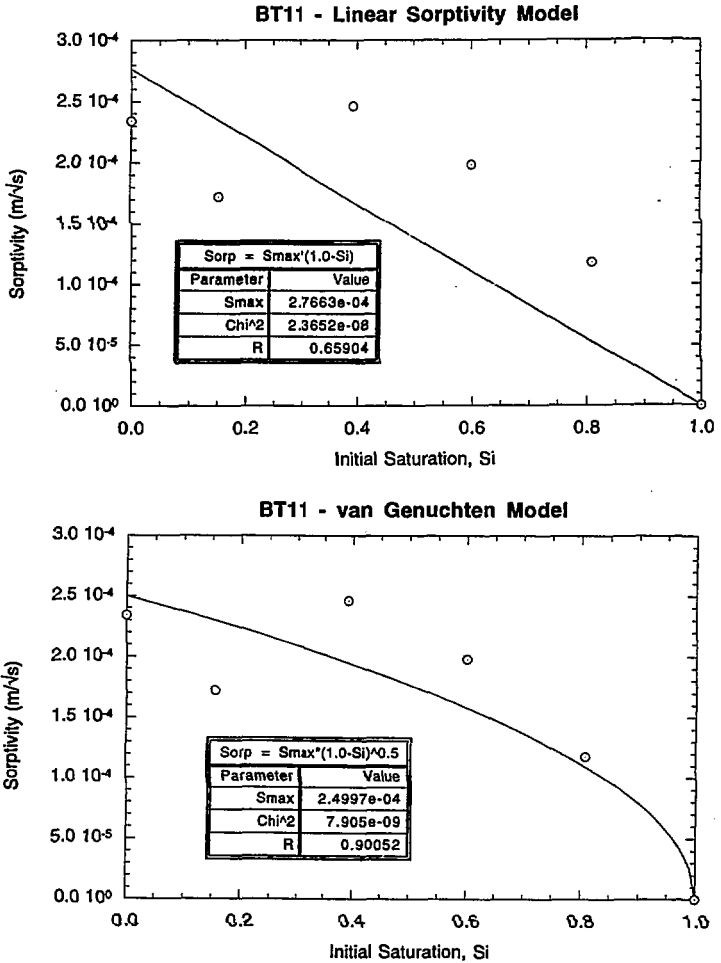 BT11 - Linear Sorptivity Model
3.0 10⁻⁴
2.5 10⁻⁴
2.0 10⁻⁴
1.5 10⁻⁴
1.0 10⁻⁴
5.0 10⁻⁵
0.0 10⁰
Sorptivity (m/√s)
Sorp = Smax*(1.0-Si)
Parameter Value
Smax 2.7663e-04
Chi^2 2.3652e-08
R 0.65904
0.0 0.2 0.4 0.6 0.8 1.0
Initial Saturation, Si
BT11 - van Genuchten Model
3.0 10⁻⁴
2.5 10⁻⁴
2.0 10⁻⁴
1.5 10⁻⁴
1.0 10⁻⁴
5.0 10⁻⁵
0.0 10⁰
Sorptivity (m/√s)
Sorp = Smax*(1.0-Si)^0.5
Parameter Value
Smax 2.4997e-04
Chi^2 7.905e-09
R 0.90052
0.0 0.2 0.4 0.6 0.8 1.0
Initial Saturation, Si